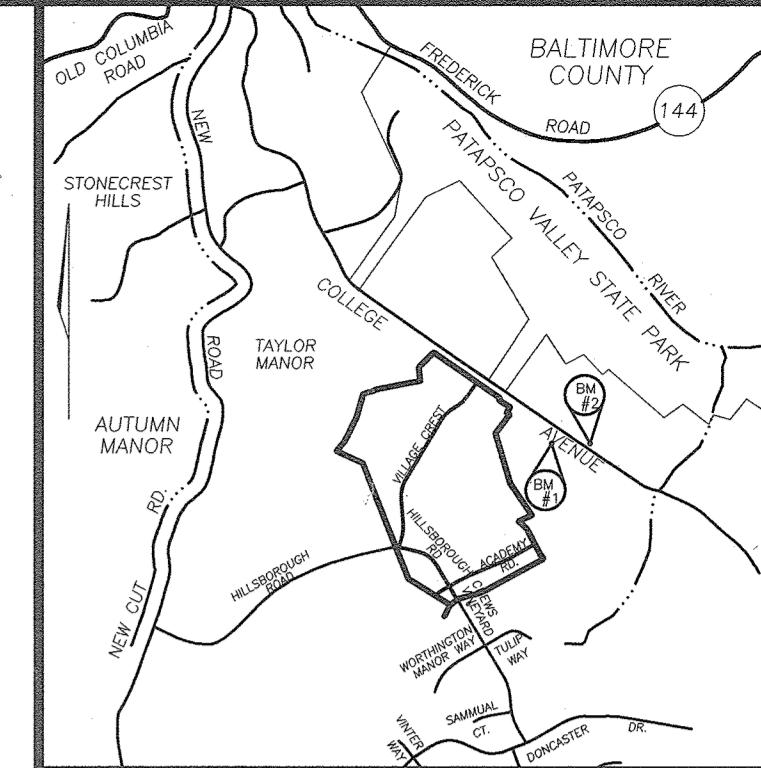 OLD COLUMBIA
ROAD
FREDERICK
ROAD
BALTIMORE
COUNTY
144
NEW
STONECREST
HILLS
PATAPSCO VALLEY STATE PARK
PATAPSCO
RIVER
COLLEGE
AVENUE
TAYLOR
MANOR
ROAD
AUTUMN
MANOR
RD.
NEW CUT
VILLAGE CREST
BM
#2
BM
#1
HILLSBOROUGH
RD.
ACADEMY
RD.
HILLSBOROUGH
ROAD
VINEYARD
WORTHINGTON
MANOR WAY
TULIP
WAY
SAMMUAL
CT.
VINTER
WAY
DONCASTER
DR.